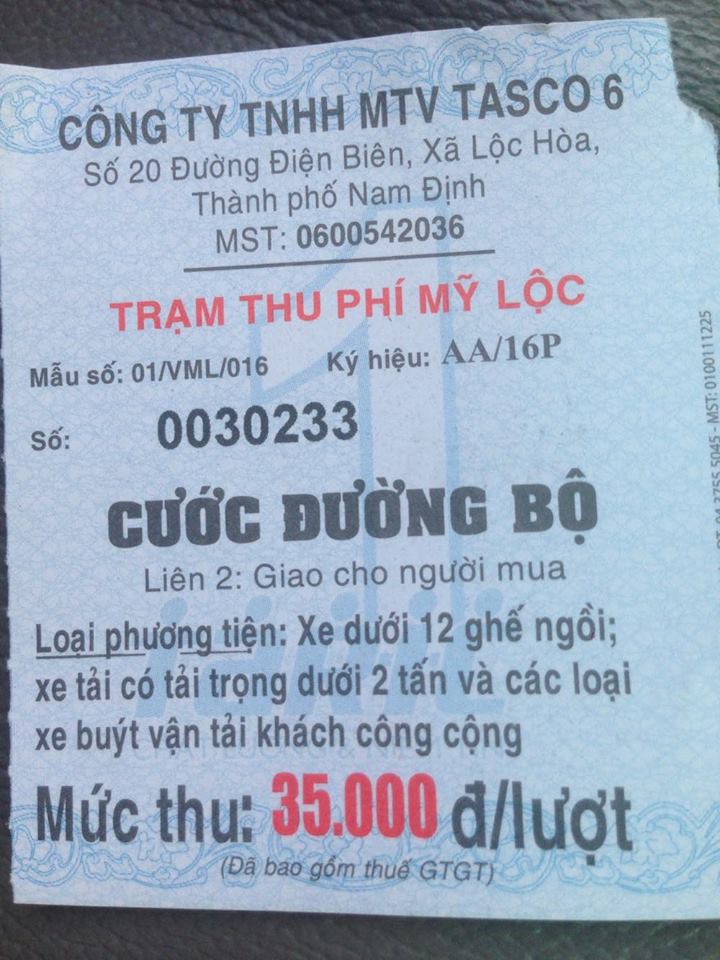 CÔNG TY TNHH MTV TASCO 6
Số 20 Đường Điện Biên, Xã Lộc Hòa,
Thành phố Nam Định
MST: 0600542036
TRẠM THU PHÍ MỸ LỘC
Mẫu số: 01/VML/016 Ký hiệu: AA/16P
Số: 0030233
CƯỚC ĐƯỜNG BỘ
Liên 2: Giao cho người mua
Loại phương tiện: Xe dưới 12 ghế ngồi;
xe tải có tải trọng dưới 2 tấn và các loại
xe buýt vận tải khách công cộng
Mức thu: 35.000 đ/lượt
(Đã bao gồm thuế GTGT)
3755 5045 - MST: 0100111225